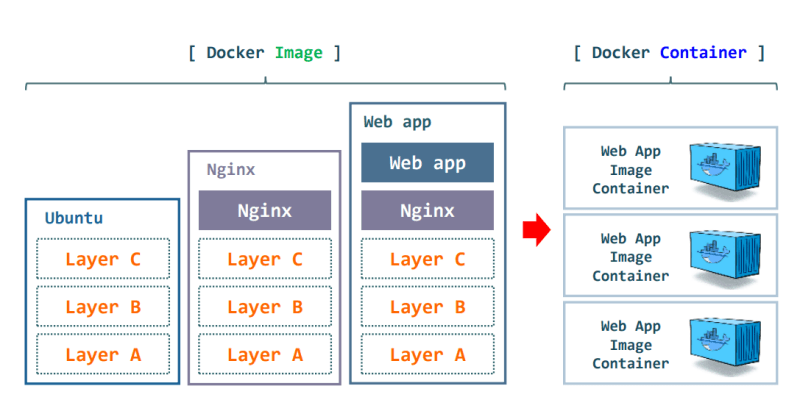 [ Docker Image ]
[ Docker Container ]
Ubuntu
Layer C
Layer B
Layer A
Nginx
Nginx
Layer C
Layer B
Layer A
Web app
Web app
Nginx
Layer C
Layer B
Layer A
Web App
Image
Container
Web App
Image
Container
Web App
Image
Container